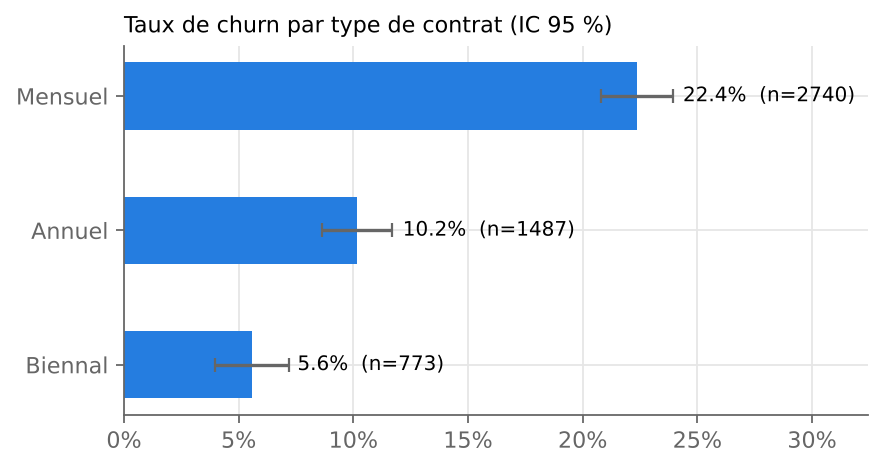 Taux de churn par type de contrat (IC 95 %)
Mensuel
22.4%  (n=2740)
Annuel
10.2%  (n=1487)
Biennal
5.6%  (n=773)
0% 5% 10% 15% 20% 25% 30%